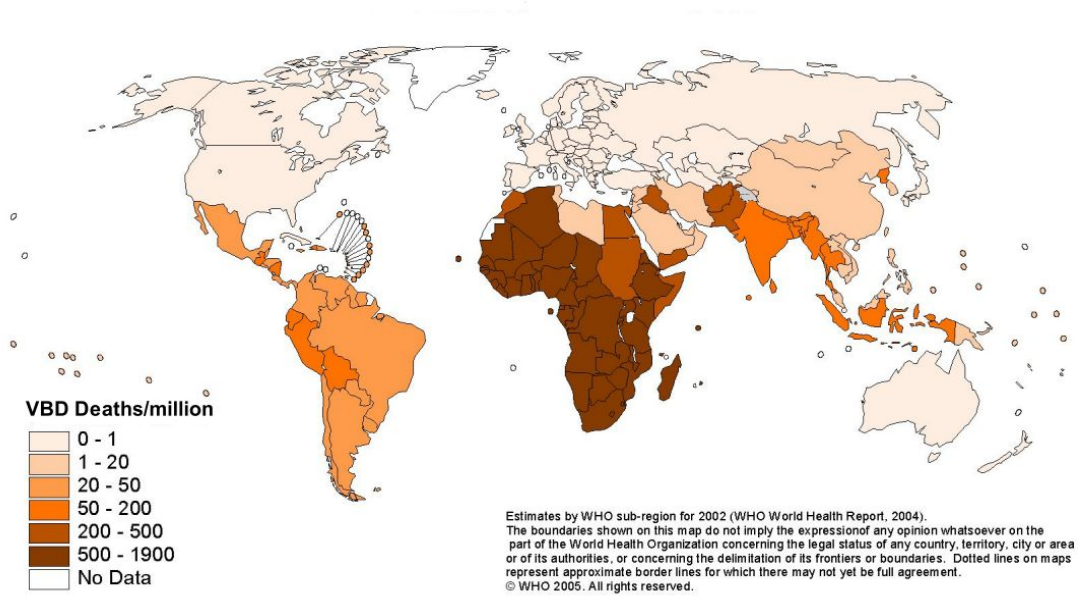 VBD Deaths/million
0 - 1
1 - 20
20 - 50
50 - 200
200 - 500
500 - 1900
No Data
Estimates by WHO sub-region for 2002 (WHO World Health Report, 2004).
The boundaries shown on this map do not imply the expressionof any opinion whatsoever on the
part of the World Health Organization concerning the legal status of any country, territory, city or area
or of its authorities, or concerning the delimitation of its frontiers or boundaries. Dotted lines on maps
represent approximate border lines for which there may not yet be full agreement.
© WHO 2005. All rights reserved.